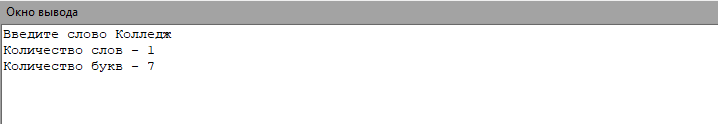 Окно вывода
Введите слово Колледж
Количество слов - 1
Количество букв - 7